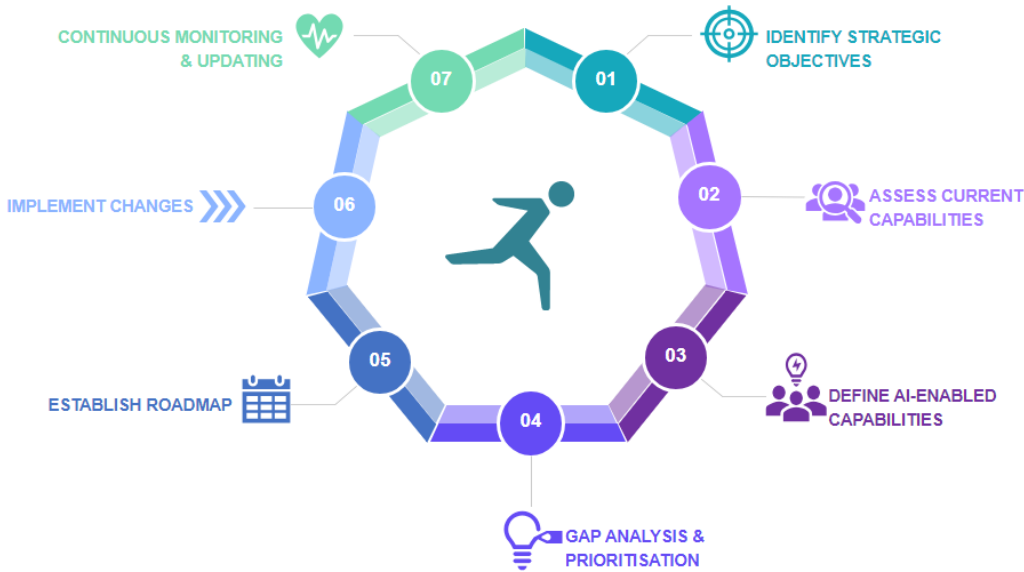 01
IDENTIFY STRATEGIC
OBJECTIVES
02
ASSESS CURRENT
CAPABILITIES
03
DEFINE AI-ENABLED
CAPABILITIES
04
GAP ANALYSIS &
PRIORITISATION
05
ESTABLISH ROADMAP
06
IMPLEMENT CHANGES
07
CONTINUOUS MONITORING
& UPDATING